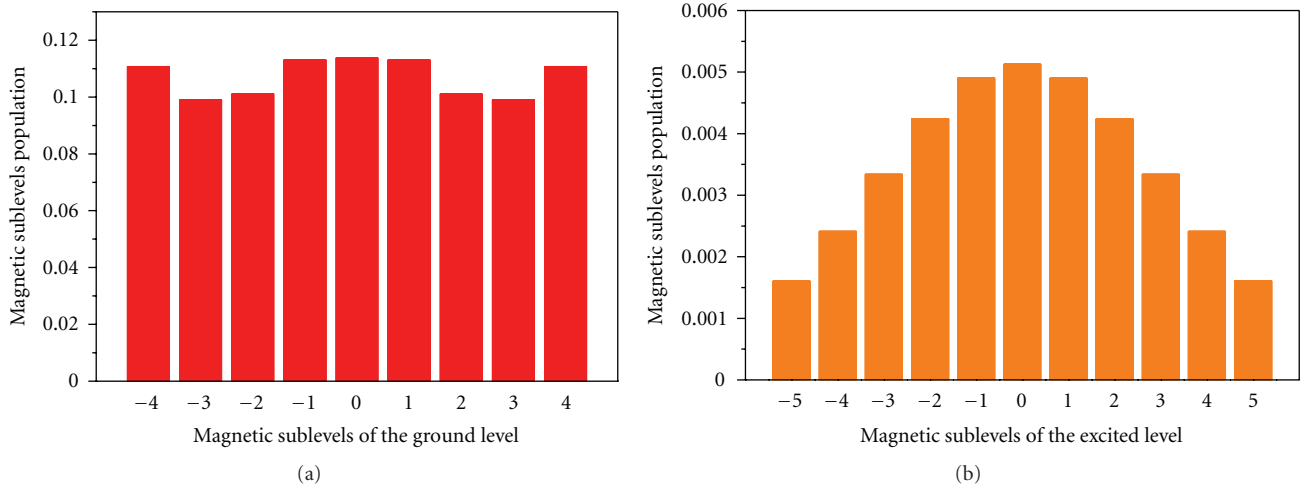 Magnetic sublevels population
0.12
0.1
0.08
0.06
0.04
0.02
0
−4 −3 −2 −1 0 1 2 3 4
Magnetic sublevels of the ground level
(a)
Magnetic sublevels population
0.006
0.005
0.004
0.003
0.002
0.001
0
−5 −4 −3 −2 −1 0 1 2 3 4 5
Magnetic sublevels of the excited level
(b)